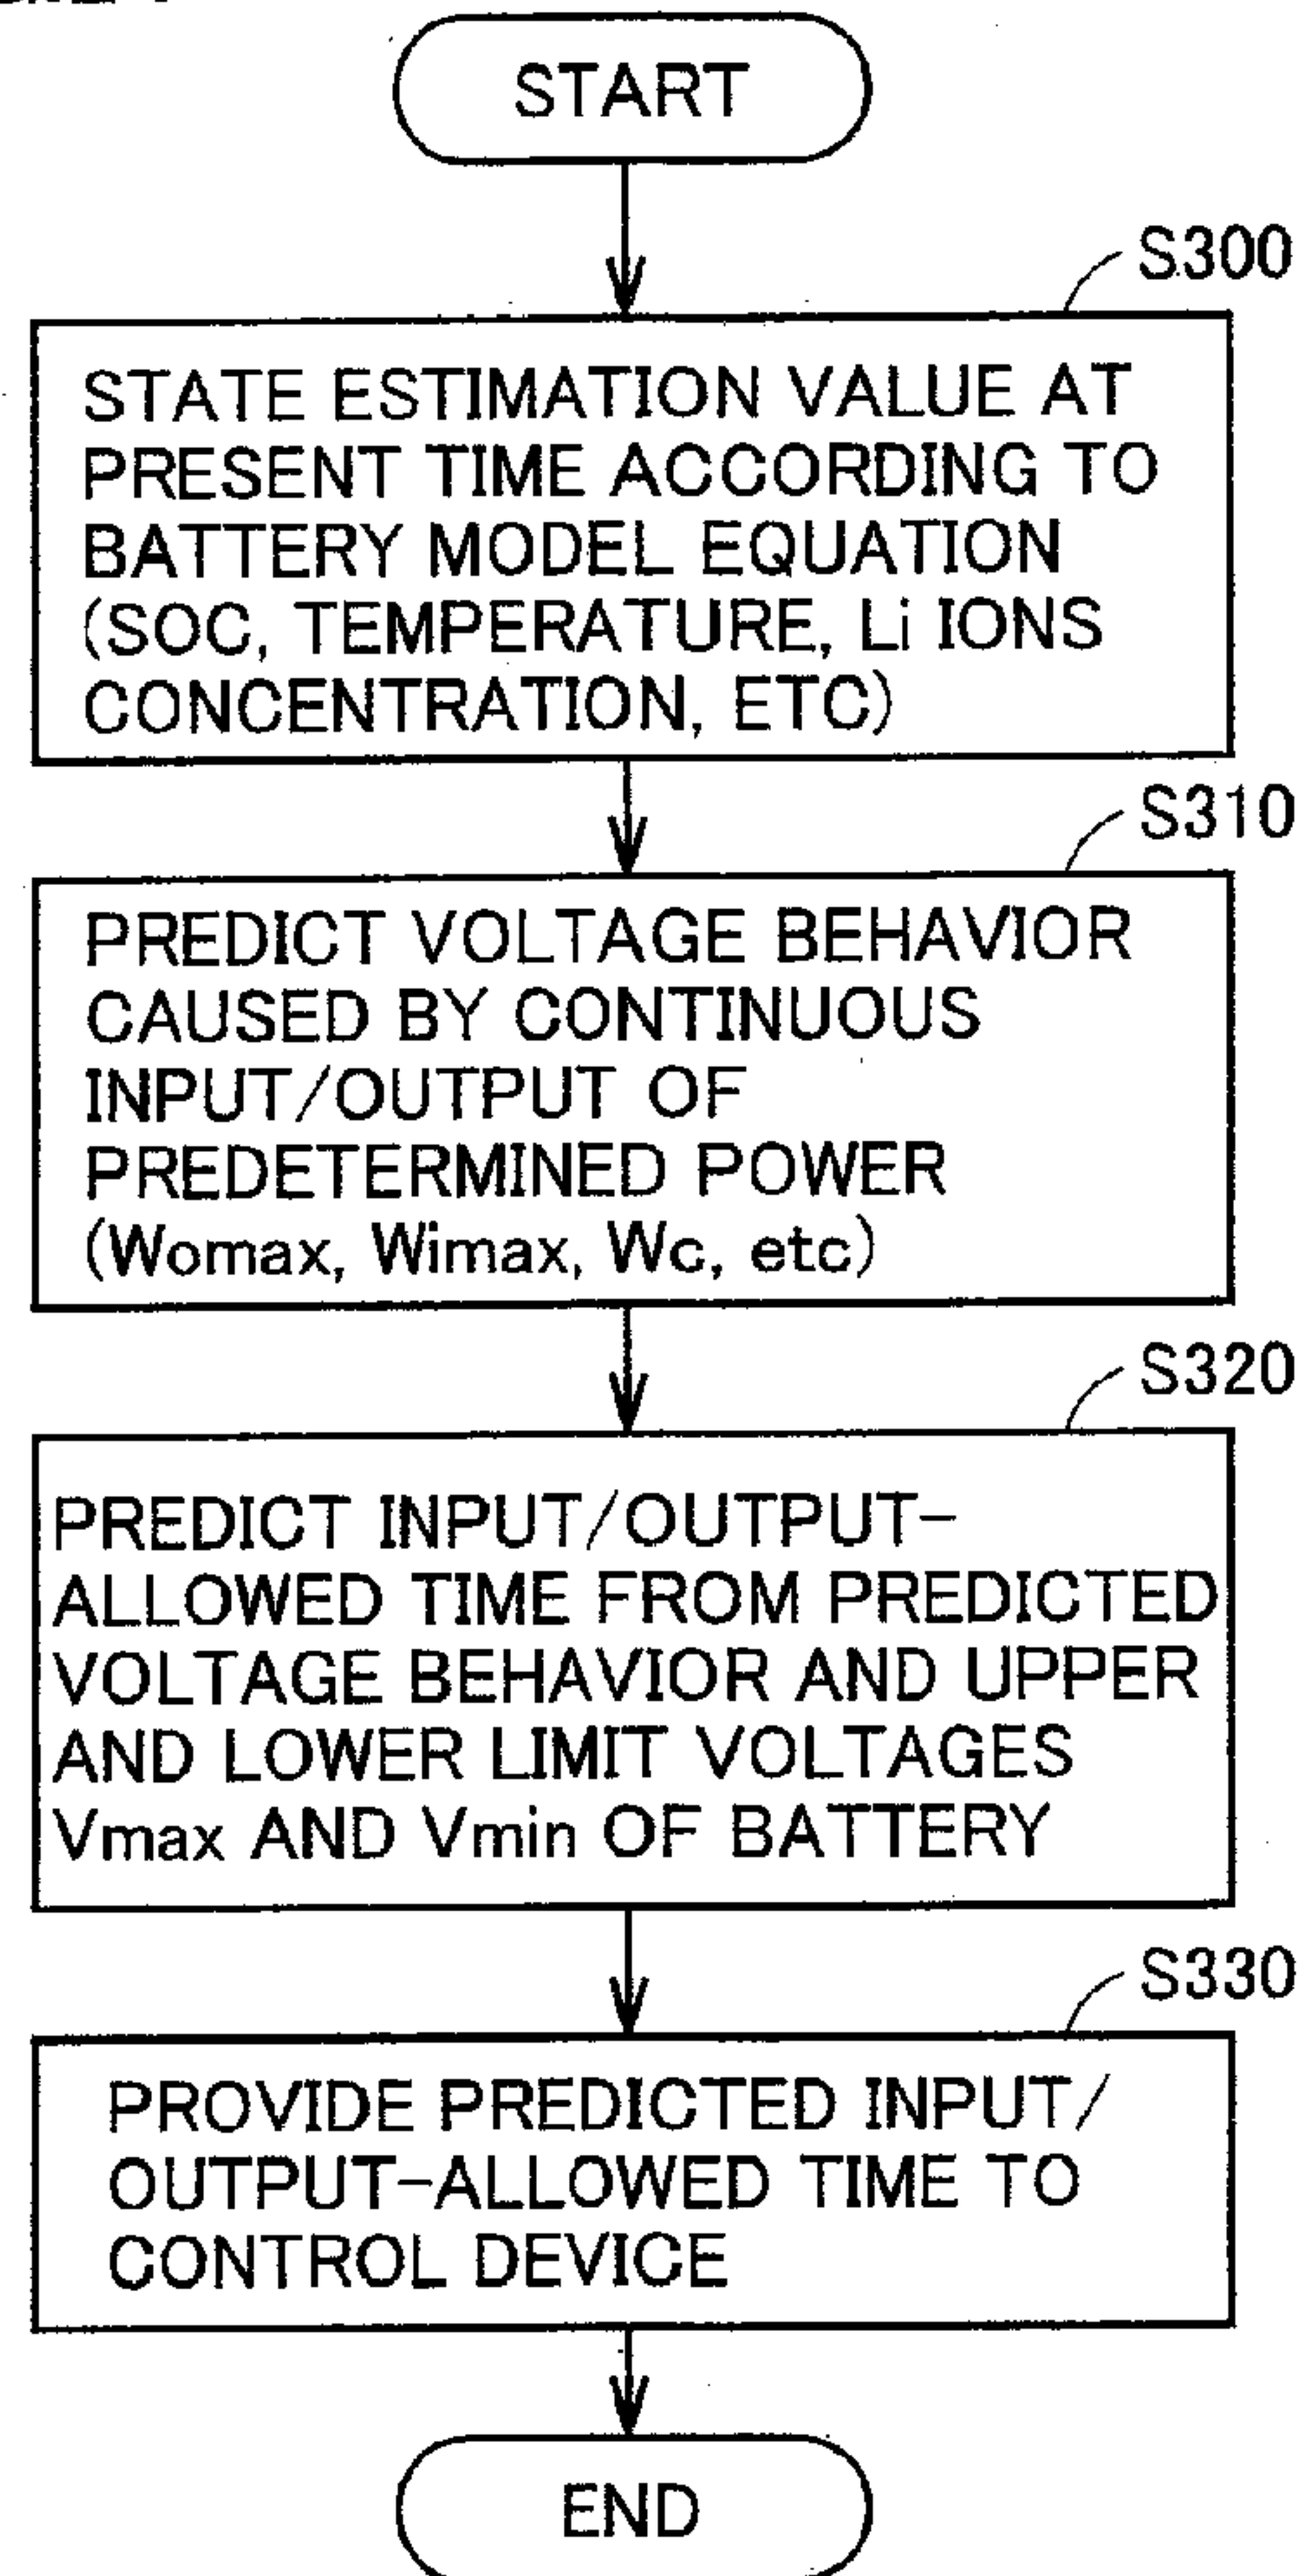 START
S300
STATE ESTIMATION VALUE AT
PRESENT TIME ACCORDING TO
BATTERY MODEL EQUATION
(SOC, TEMPERATURE, Li IONS
CONCENTRATION, ETC)
S310
PREDICT VOLTAGE BEHAVIOR
CAUSED BY CONTINUOUS
INPUT/OUTPUT OF
PREDETERMINED POWER
(Womax, Wimax, Wc, etc)
S320
PREDICT INPUT/OUTPUT-
ALLOWED TIME FROM PREDICTED
VOLTAGE BEHAVIOR AND UPPER
AND LOWER LIMIT VOLTAGES
Vmax AND Vmin OF BATTERY
S330
PROVIDE PREDICTED INPUT/
OUTPUT-ALLOWED TIME TO
CONTROL DEVICE
END